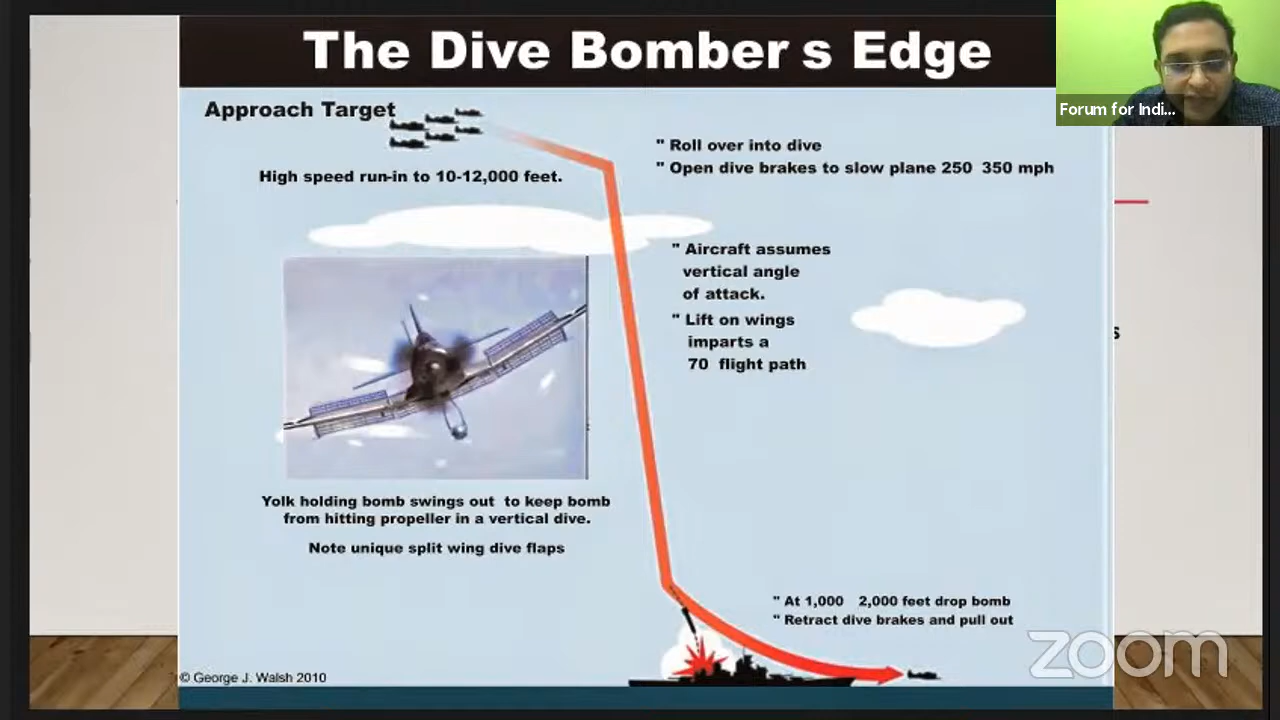 The Dive Bomber s Edge
Forum for Indi...
Approach Target
" Roll over into dive
" Open dive brakes to slow plane 250 350 mph
High speed run-in to 10-12,000 feet.
" Aircraft assumes
vertical angle
of attack.
" Lift on wings
imparts a
70 flight path
s
Yolk holding bomb swings out to keep bomb
from hitting propeller in a vertical dive.
Note unique split wing dive flaps
" At 1,000 2,000 feet drop bomb
" Retract dive brakes and pull out
© George J. Walsh 2010
zoom